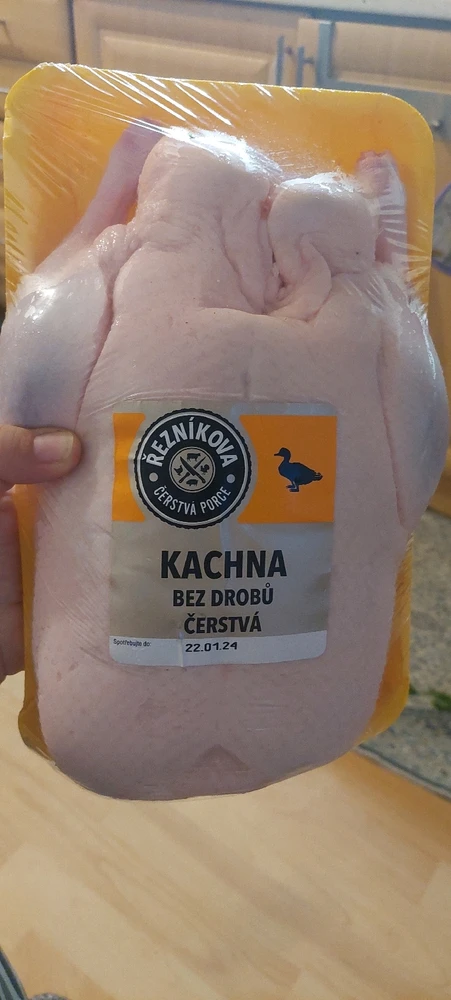 ŘEZNÍKOVA
ČERSTVÁ PORCE
KACHNA
BEZ DROBŮ
ČERSTVÁ
Spotřebujte do: 22.01.24